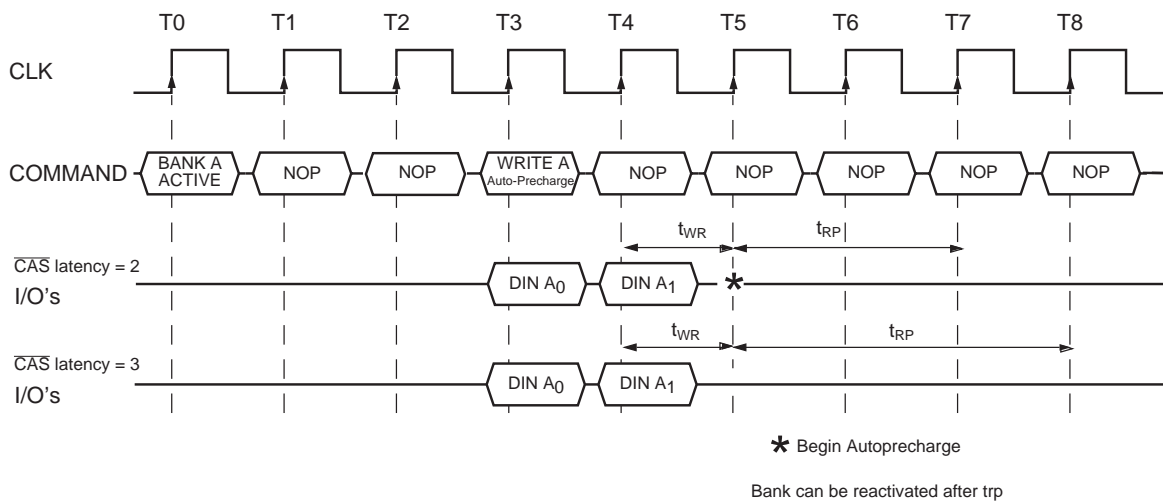 T0 T1 T2 T3 T4 T5 T6 T7 T8
CLK
COMMAND
BANK A
ACTIVE
NOP
NOP
WRITE A
Auto-Precharge
NOP
NOP
NOP
NOP
NOP
tWR tRP
CAS latency = 2
I/O's
DIN A0 DIN A1 *
tWR tRP
CAS latency = 3
I/O's
DIN A0 DIN A1
* Begin Autoprecharge
Bank can be reactivated after trp